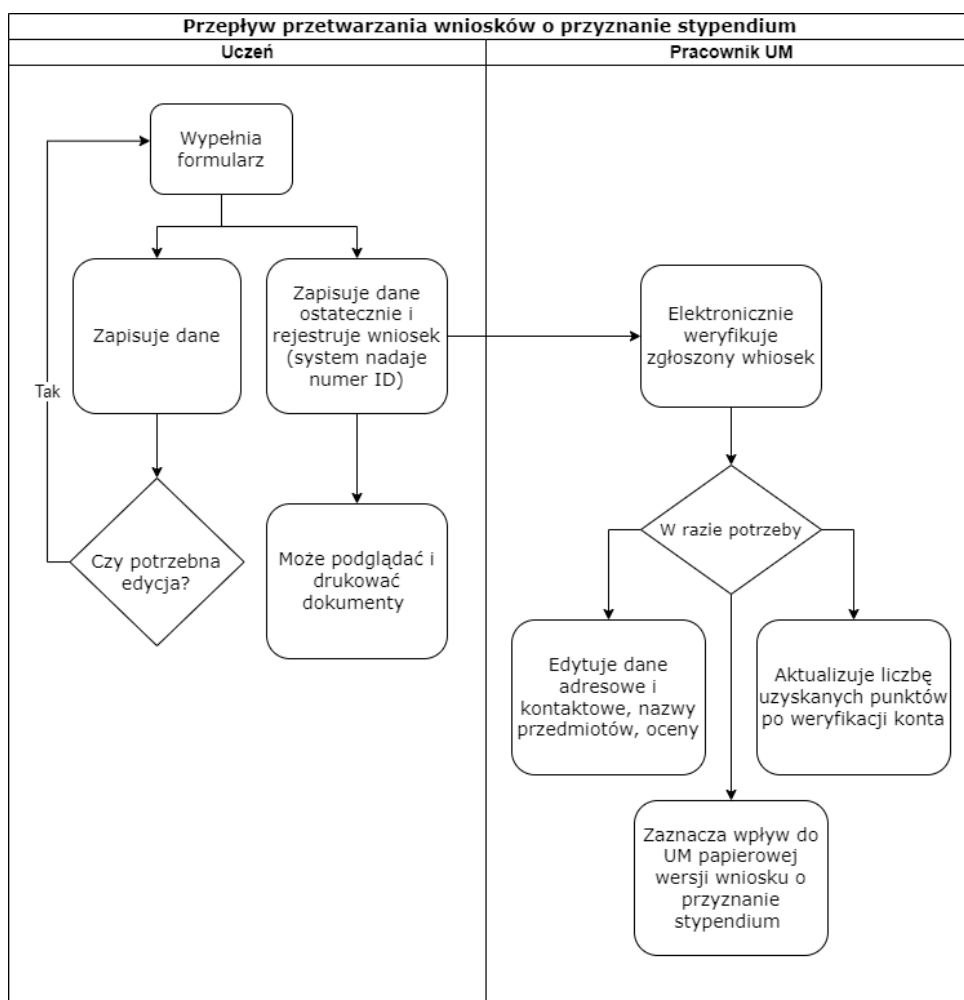 Przepływ przetwarzania wniosków o przyznanie stypendium
Uczeń
Pracownik UM
Wypełnia
formularz
Zapisuje dane
Zapisuje dane
ostatecznie i
rejestruje wniosek
(system nadaje
numer ID)
Elektronicznie
weryfikuje
zgłoszony whiosek
Tak
Czy potrzebna
edycja?
Może podglądać i
drukować
dokumenty
W razie potrzeby
Edytuje dane
adresowe i
kontaktowe, nazwy
przedmiotów, oceny
Aktualizuje liczbę
uzyskanych punktów
po weryfikacji konta
Zaznacza wpływ do
UM papierowej
wersji wniosku o
przyznanie
stypendium